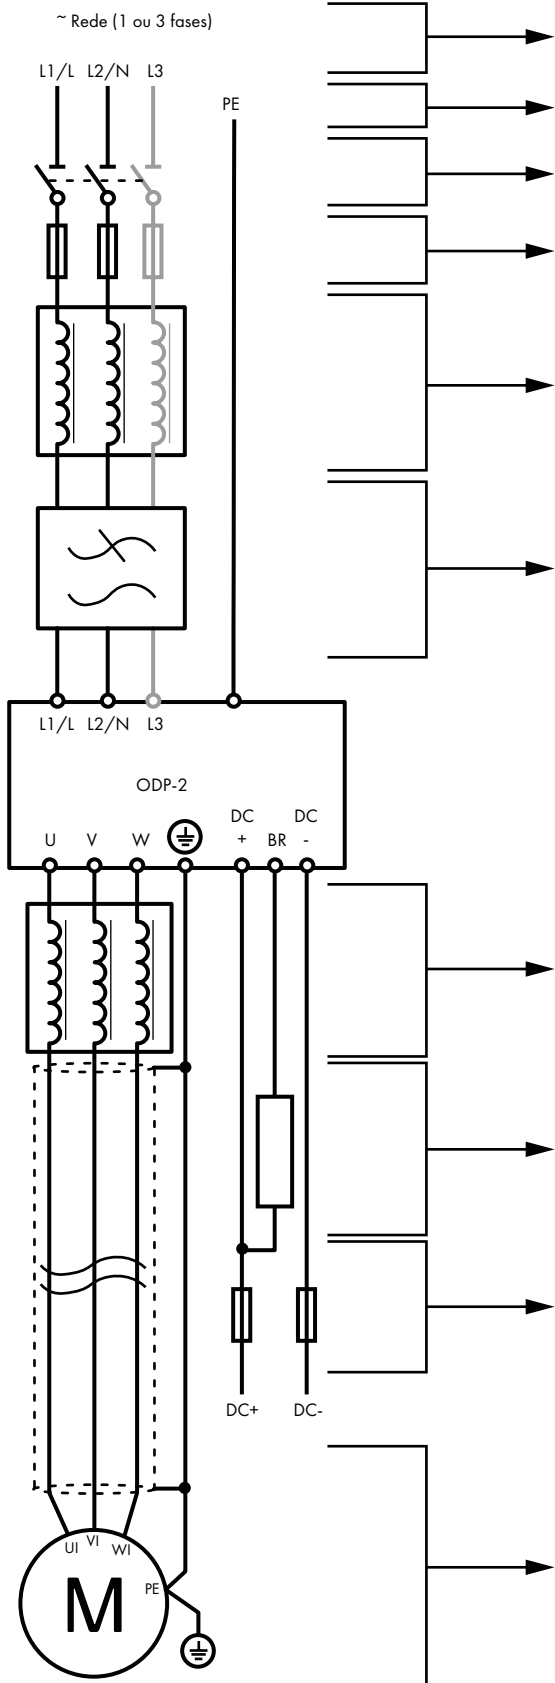 ~ Rede (1 ou 3 fases)
L1/L L2/N L3
PE
L1/L L2/N L3
ODP-2
DC DC
U V W + BR -
DC+ DC-
UI VI WI
PE
M